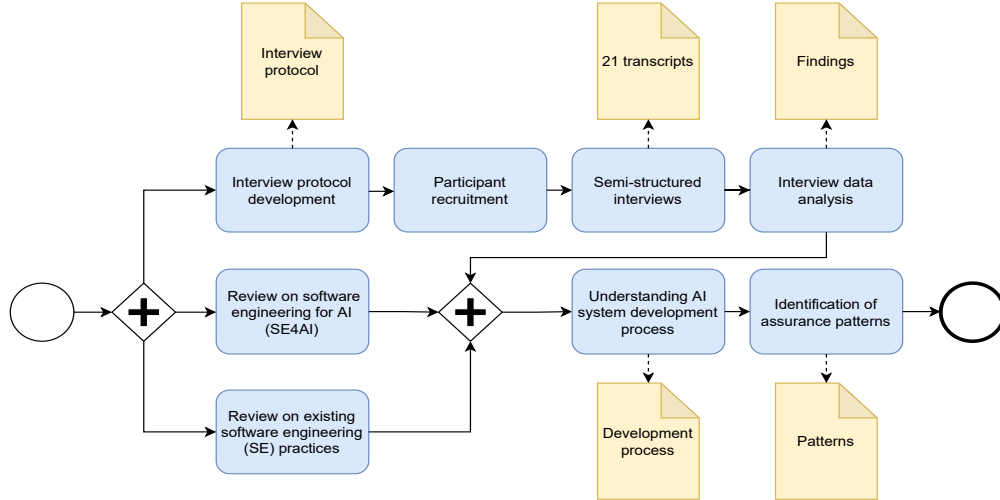 Interview
protocol
21 transcripts
Findings
Interview protocol
development
Participant
recruitment
Semi-structured
interviews
Interview data
analysis
Review on software
engineering for AI
(SE4AI)
Understanding AI
system development
process
Identification of
assurance patterns
Review on existing
software engineering
(SE) practices
Development
process
Patterns